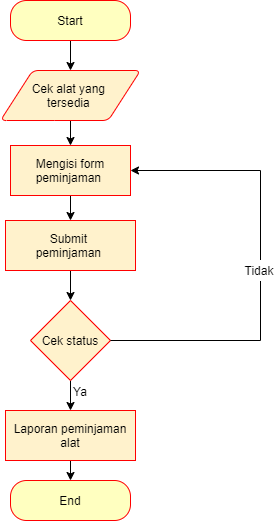 Start
Cek alat yang
tersedia
Mengisi form
peminjaman
Submit
peminjaman
Tidak
Cek status
Ya
Laporan peminjaman
alat
End